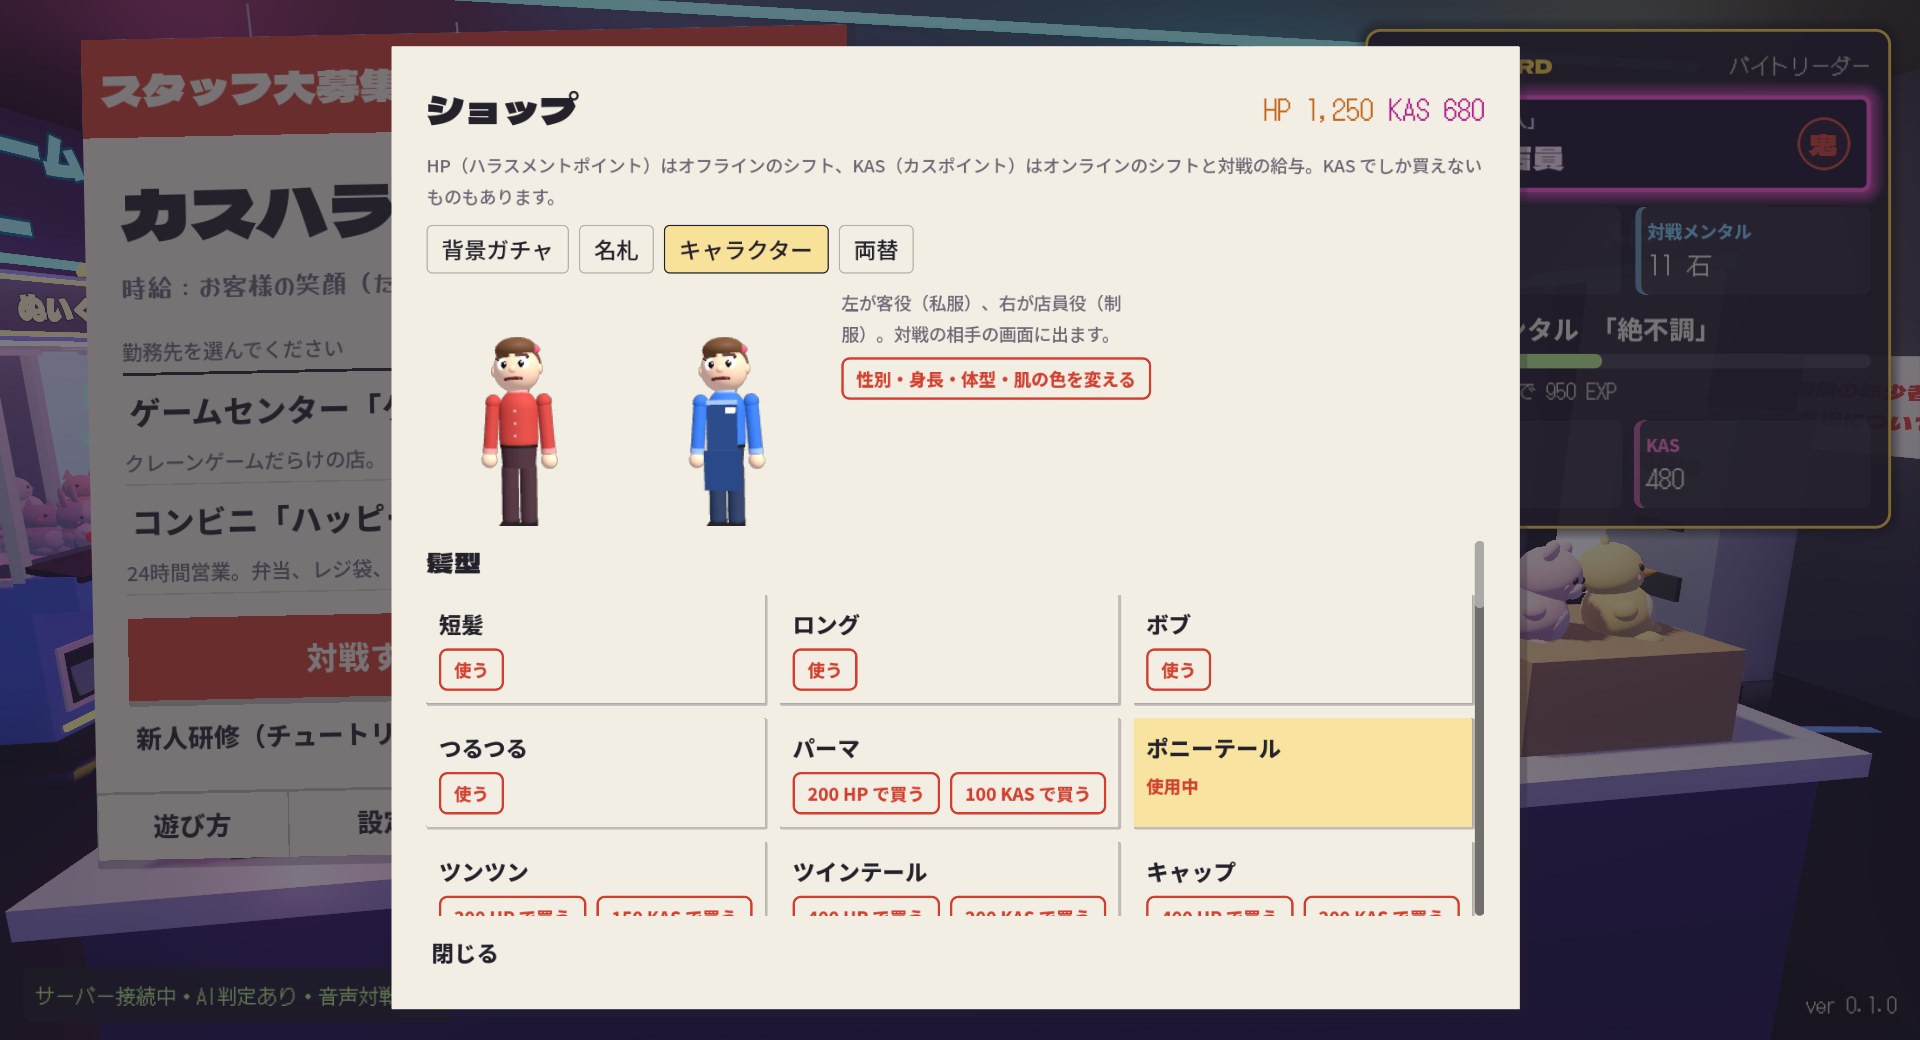 スタッフ大募集
カスハラ
時給：お客様の笑顔（た
勤務先を選んでください
ゲームセンター「
クレーンゲームだらけの店。
コンビニ「ハッピー
24時間営業。弁当、レジ袋、
対戦す
新人研修（チュートリ
遊び方
設定
サーバー接続中・AI判定あり・音声対戦
ーム
ぬいぐ
ショップ
HP 1,250 KAS 680
HP（ハラスメントポイント）はオフラインのシフト、KAS（カスポイント）はオンラインのシフトと対戦の給与。KAS でしか買えない
ものもあります。
背景ガチャ
名札
キャラクター
両替
左が客役（私服）、右が店員役（制
服）。対戦の相手の画面に出ます。
性別・身長・体型・肌の色を変える
髪型
短髪
使う
ロング
使う
ボブ
使う
つるつる
使う
パーマ
200 HP で買う
100 KAS で買う
ポニーテール
使用中
ツンツン
ツインテール
キャップ
閉じる
RD
バイトリーダー
人」
店員
鬼
対戦メンタル
11 石
ンタル 「絶不調」
で 950 EXP
KAS
480
ver 0.1.0